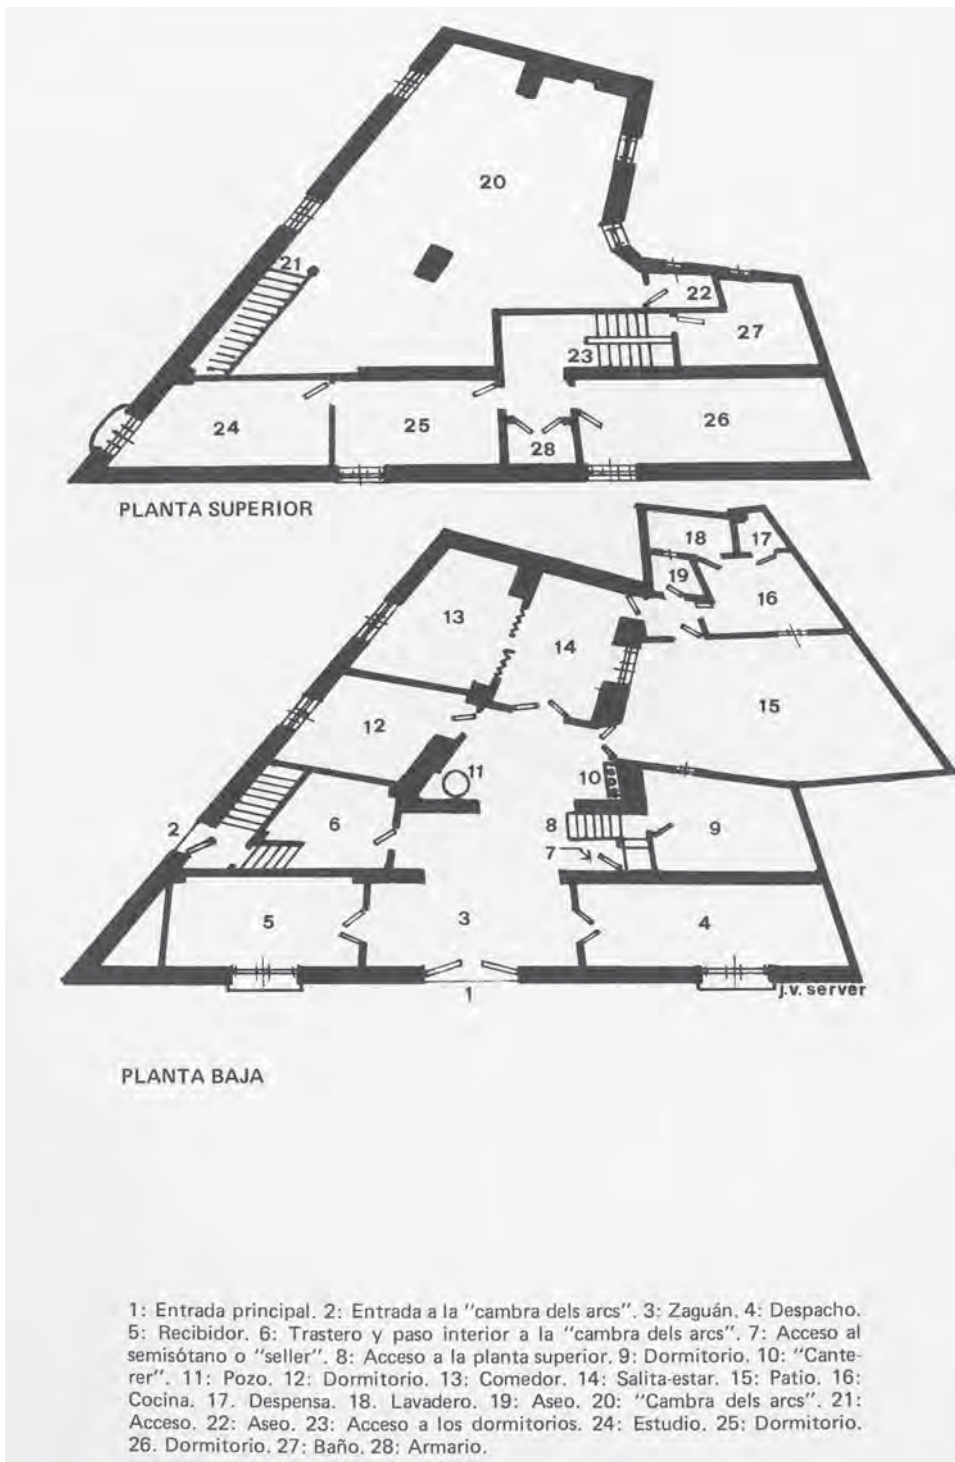 20
21
22
27
23
24
25
26
28
PLANTA SUPERIOR
18
17
19
16
13
14
15
12
11
10
2
6
8
9
7
5
3
4
1
j.v. server
PLANTA BAJA
1: Entrada principal. 2: Entrada a la "cambra dels arcs". 3: Zaguán. 4: Despacho.
5: Recibidor. 6: Trastero y paso interior a la "cambra dels arcs". 7: Acceso al
semisótano o "seller". 8: Acceso a la planta superior. 9: Dormitorio. 10: "Cante-
rer". 11: Pozo. 12: Dormitorio. 13: Comedor. 14: Salita-estar. 15: Patio. 16:
Cocina. 17. Despensa. 18. Lavadero. 19: Aseo. 20: "Cambra dels arcs". 21:
Acceso. 22: Aseo. 23: Acceso a los dormitorios. 24: Estudio. 25: Dormitorio.
26. Dormitorio. 27: Baño. 28: Armario.